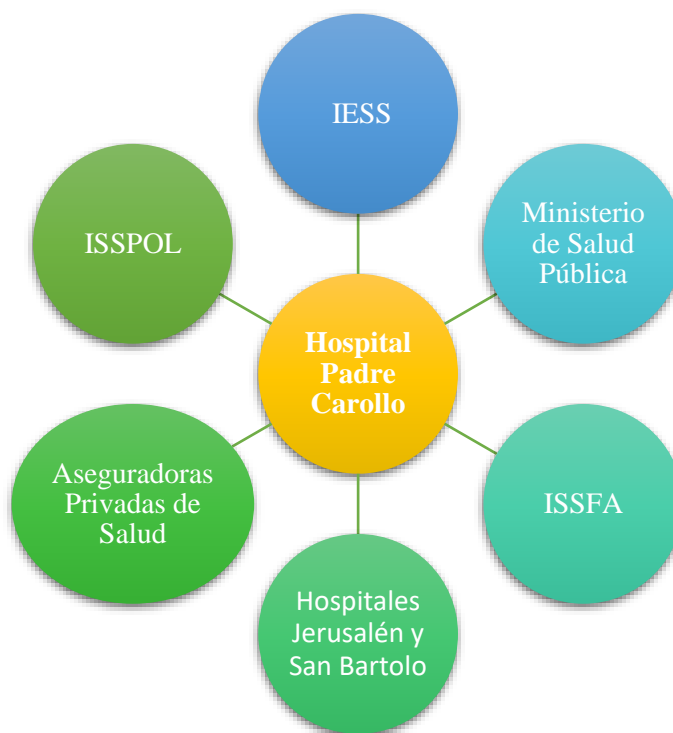 IESS
Ministerio
de Salud
Pública
ISSPOL
Hospital
Padre
Carollo
Aseguradoras
Privadas de
Salud
ISSFA
Hospitales
Jerusalén y
San Bartolo